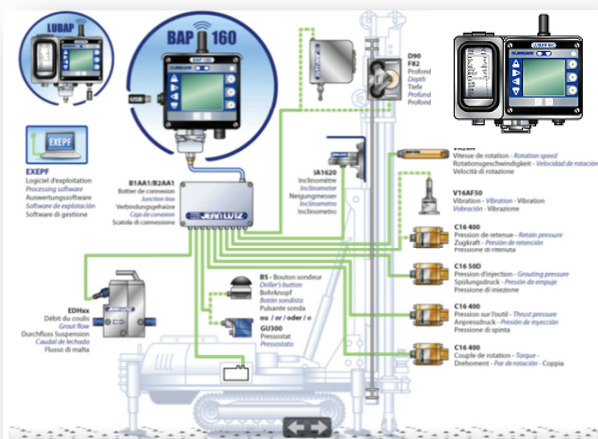 LUBAP
BAP 160
USB
EXEPF
EXEPF
Logiciel d'exploitation
Processing software
Auswertungssoftware
Software de explotación
Software di gestione
B1AA1/B2AA1
Boîtier de connexion
Junction box
Verbindungsgehäuse
Caja de conexión
Scatola di connessione
JEAN LUTZ
D90
F82
Profond
Depth
Tiefe
Profund
Profond
IA1620
Inclinomètre
Inclinometer
Neigungsmesser
Inclinometro
Inclinometro
Vitesse de rotation - Rotation speed
Rotationsgeschwindigkeit - Velocidad de rotación
Velocità di rotazione
V16AF50
Vibration - Vibration - Vibration
Vibración - Vibrazione
C16 400
Pression de retenue - Retain pressure
Zugkraft - Presión de retención
Pressione di ritenuta
C16 50D
Pression d'injection - Grouting pressure
Spülungsdruck - Presión de empuje
Pressione di iniezione
C16 400
Pression sur l'outil - Thrust pressure
Anpressdruck - Presión de inyección
Pressione di spinta
C16 400
Couple de rotation - Torque -
Drehoment - Par de rotación - Coppia
EDHxx
Débit du coulis
Grout flow
Durchfluss Suspension
Caudal de lechada
Flusso di malta
BS - Bouton sondeur
Driller's button
Bohrknopf
Botón sondista
Pulsante sonda
ou / or / oder / o
GU300
Pressostat
Pressostato